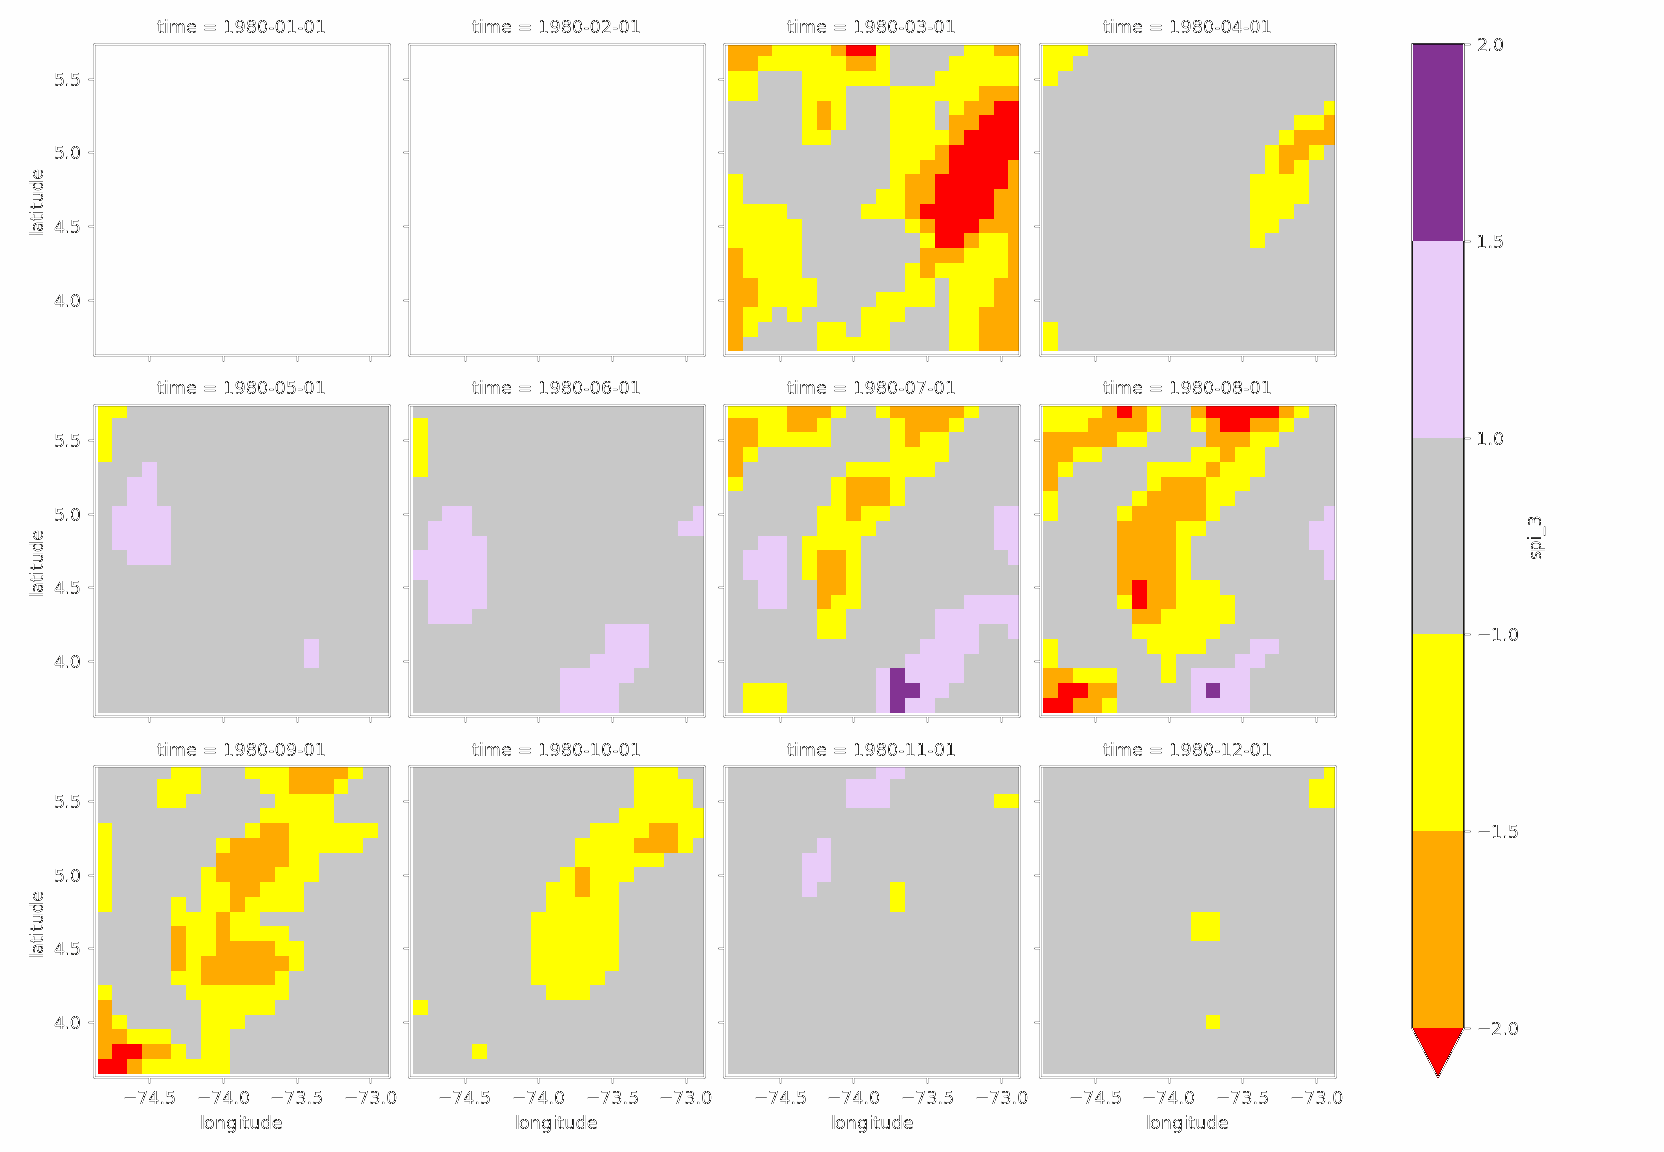 time = 1980-01-01
time = 1980-02-01
time = 1980-03-01
time = 1980-04-01
latitude
5.5
5.0
4.5
4.0
time = 1980-05-01
time = 1980-06-01
time = 1980-07-01
time = 1980-08-01
latitude
5.5
5.0
4.5
4.0
time = 1980-09-01
time = 1980-10-01
time = 1980-11-01
time = 1980-12-01
latitude
5.5
5.0
4.5
4.0
−74.5 −74.0 −73.5 −73.0
longitude
−74.5 −74.0 −73.5 −73.0
longitude
−74.5 −74.0 −73.5 −73.0
longitude
−74.5 −74.0 −73.5 −73.0
longitude
2.0
1.5
1.0
−1.0
−1.5
−2.0
spi_3